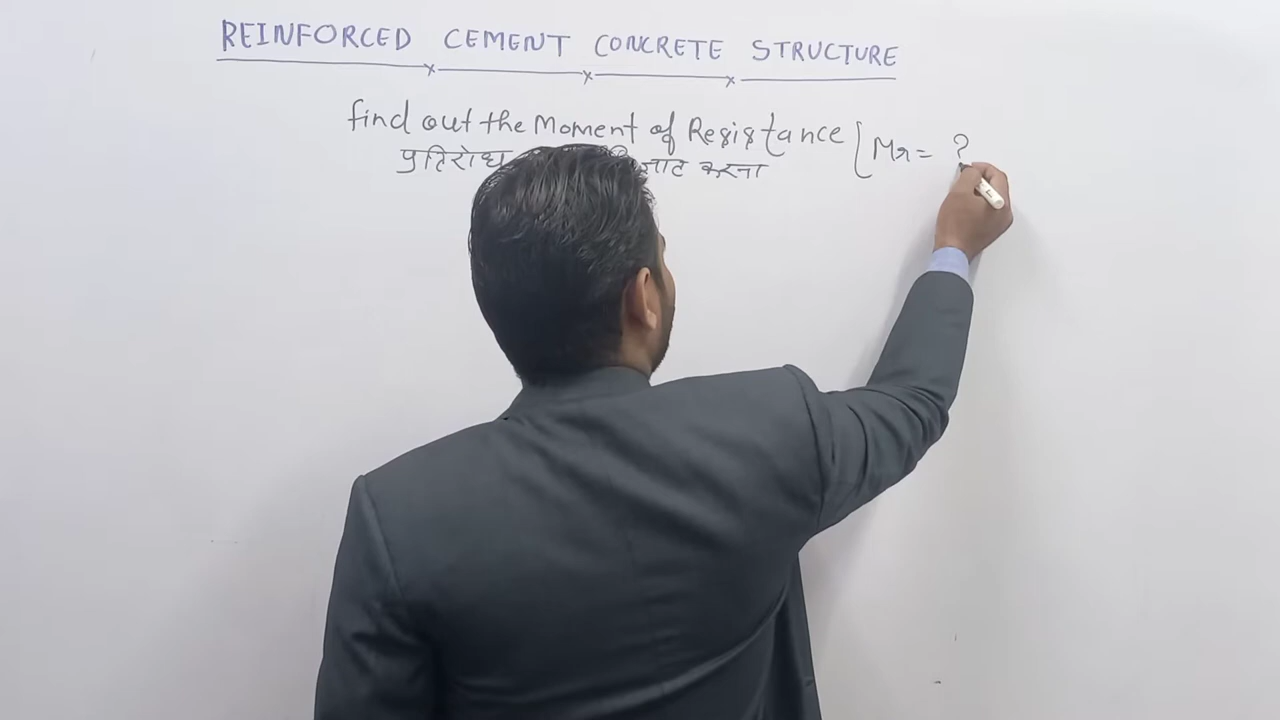 REINFORCED CEMENT CONCRETE STRUCTURE
find out the Moment of Resistance [Mr = ?
प्रतिरोध ज्ञात करना